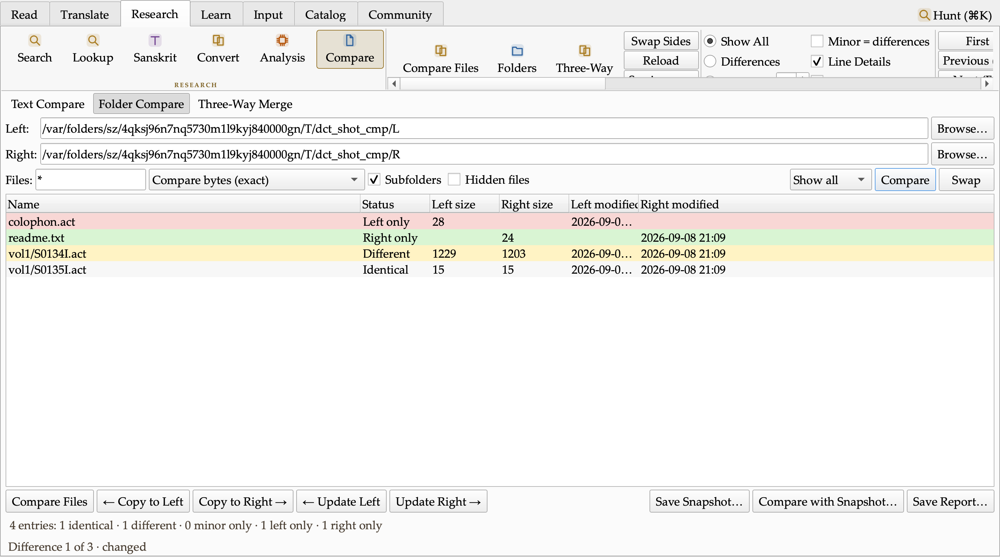 Read Translate Research Learn Input Catalog Community Hunt (⌘K)
Search Lookup Sanskrit Convert Analysis Compare
RESEARCH
Compare Files Folders Three-Way
Swap Sides
Reload
Show All
Differences
Minor = differences
Line Details
First
Previous
Text Compare Folder Compare Three-Way Merge
Left: /var/folders/sz/4qksj96n7nq5730m1l9kyj840000gn/T/dct_shot_cmp/L Browse…
Right: /var/folders/sz/4qksj96n7nq5730m1l9kyj840000gn/T/dct_shot_cmp/R Browse…
Files: * Compare bytes (exact) Subfolders Hidden files Show all Compare Swap
Name Status Left size Right size Left modified Right modified
colophon.act Left only 28 2026-09-0…
readme.txt Right only 24 2026-09-08 21:09
vol1/S0134I.act Different 1229 1203 2026-09-0… 2026-09-08 21:09
vol1/S0135I.act Identical 15 15 2026-09-0… 2026-09-08 21:09
Compare Files ← Copy to Left Copy to Right → ← Update Left Update Right → Save Snapshot… Compare with Snapshot… Save Report…
4 entries: 1 identical · 1 different · 0 minor only · 1 left only · 1 right only
Difference 1 of 3 · changed